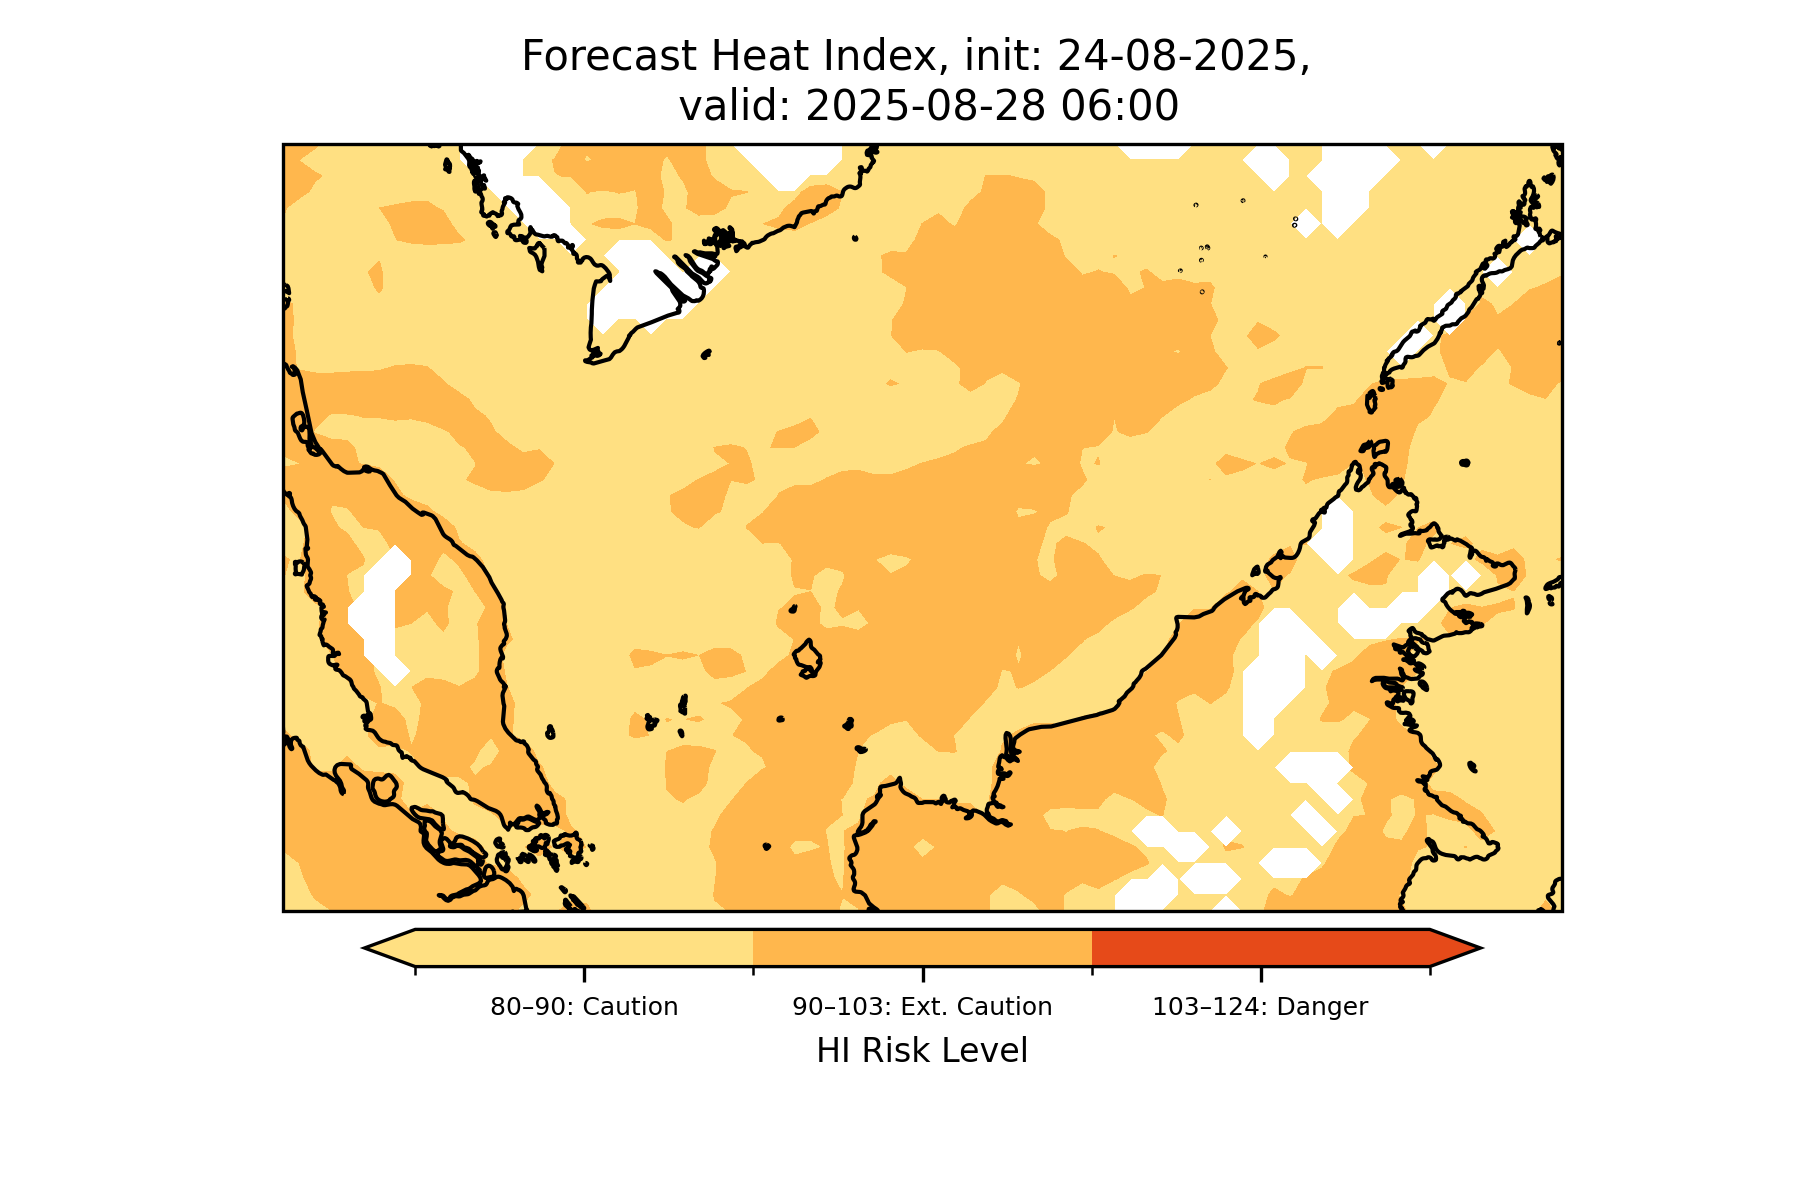 Forecast Heat Index, init: 24-08-2025,
valid: 2025-08-28 06:00
80–90: Caution
90–103: Ext. Caution
103–124: Danger
HI Risk Level